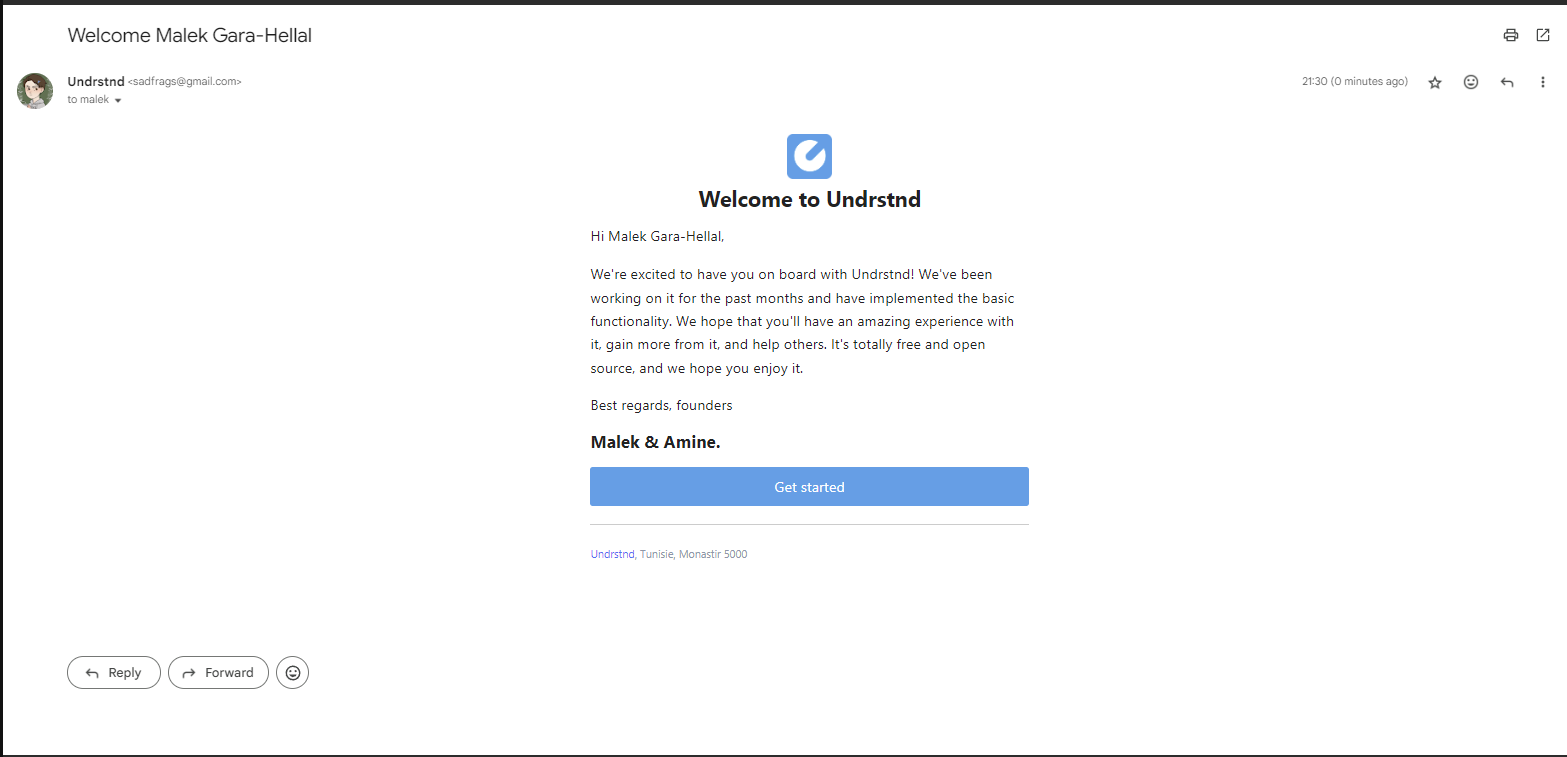 Welcome Malek Gara-Hellal
Undrstnd <sadfrags@gmail.com>
21:30 (0 minutes ago)
to malek
Welcome to Undrstnd
Hi Malek Gara-Hellal,
We're excited to have you on board with Undrstnd! We've been
working on it for the past months and have implemented the basic
functionality. We hope that you'll have an amazing experience with
it, gain more from it, and help others. It's totally free and open
source, and we hope you enjoy it.
Best regards, founders
Malek & Amine.
Get started
Undrstnd, Tunisie, Monastir 5000
Reply
Forward